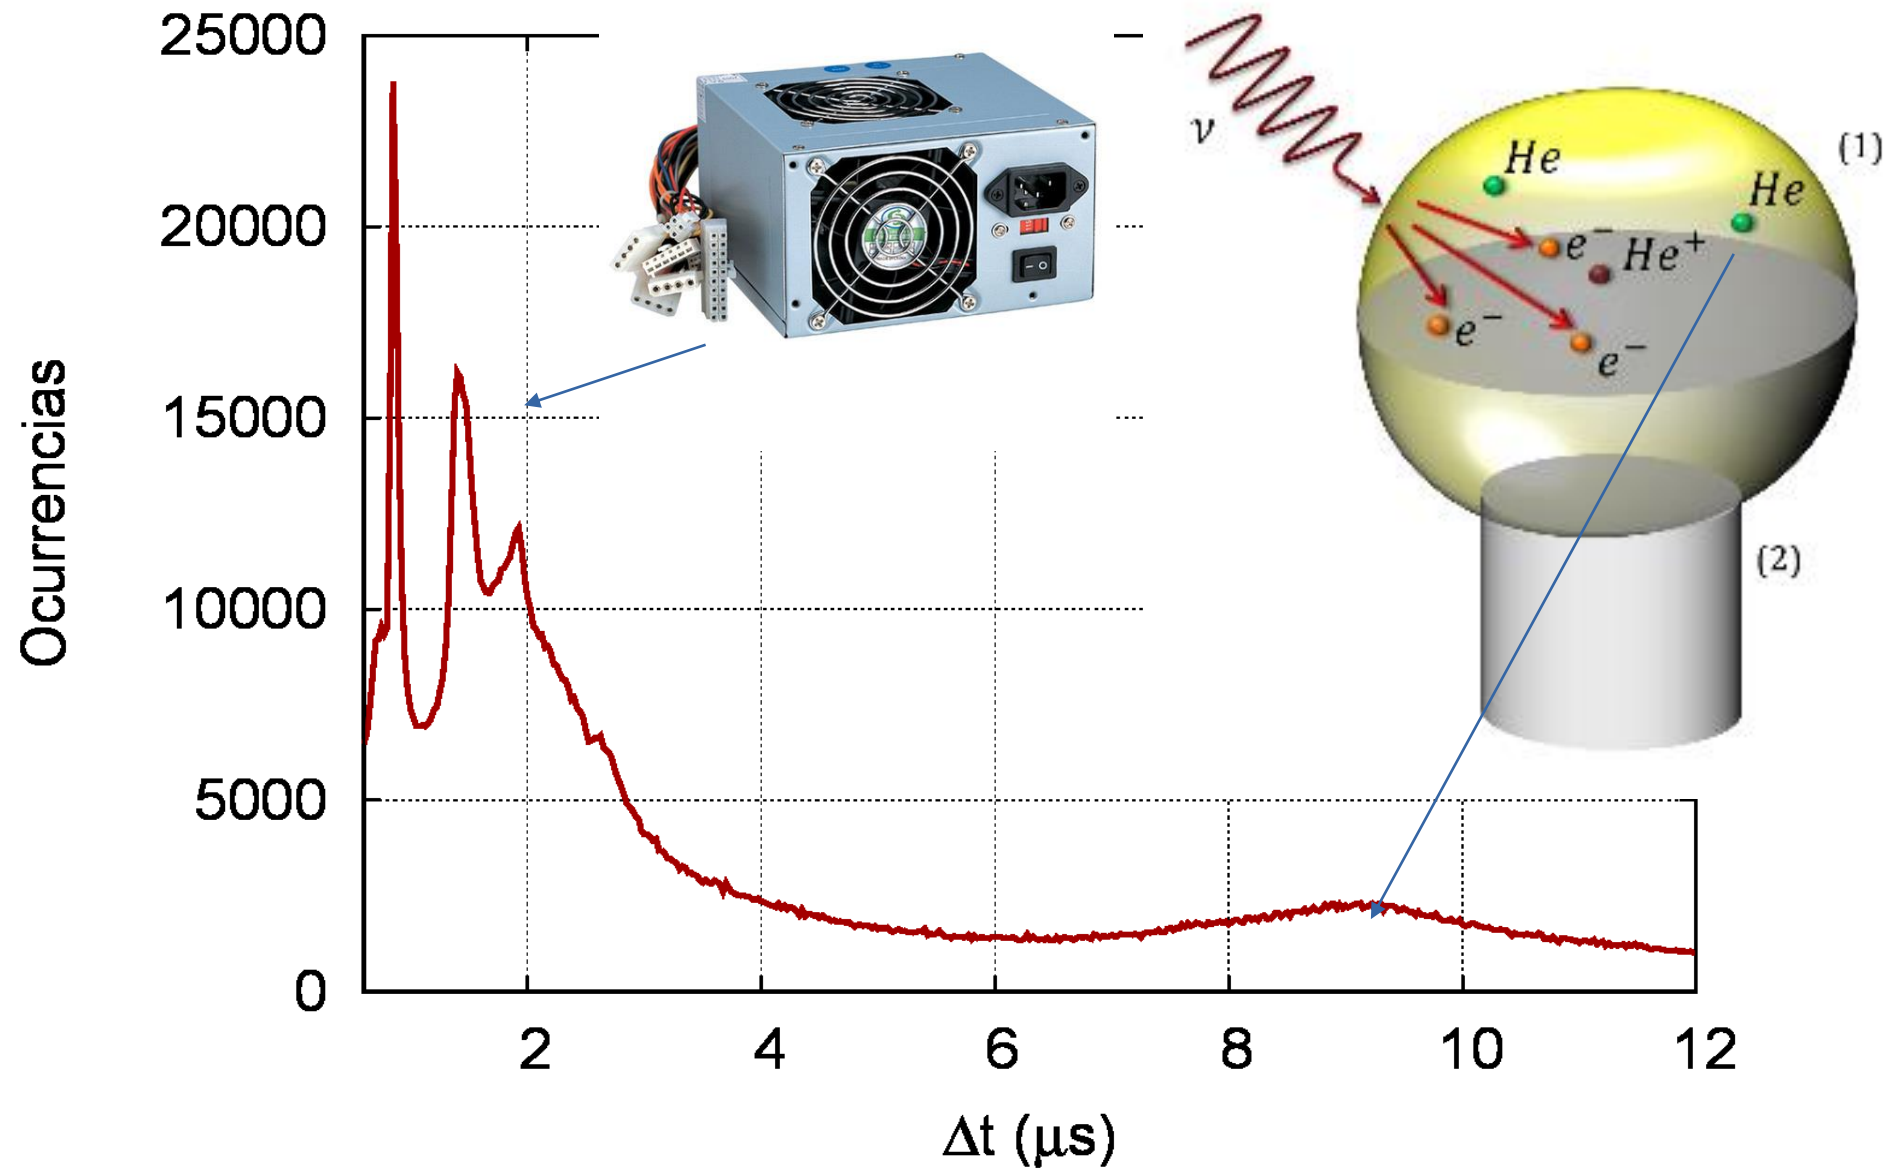 25000
20000
15000
10000
5000
0
Ocurrencias
2 4 6 8 10 12
Δt (μs)
ν
He
He
e⁻
He⁺
e⁻
e⁻
(1)
(2)